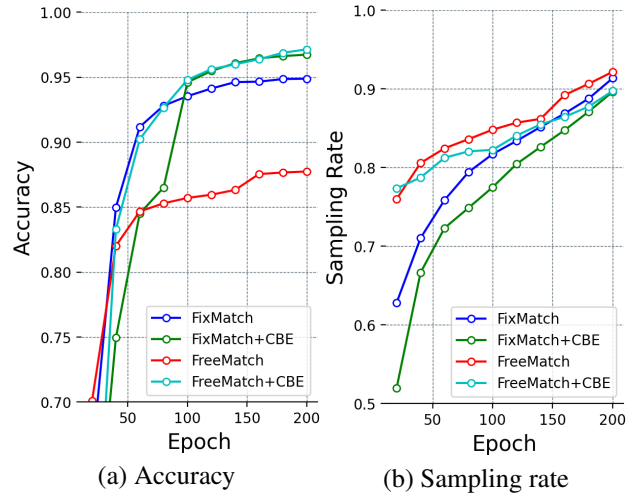 1.00
0.95
0.90
0.85
0.80
0.75
0.70
Accuracy
50
100
150
200
Epoch
FixMatch
FixMatch+CBE
FreeMatch
FreeMatch+CBE
(a) Accuracy
1.0
0.9
0.8
0.7
0.6
0.5
Sampling Rate
50
100
150
200
Epoch
FixMatch
FixMatch+CBE
FreeMatch
FreeMatch+CBE
(b) Sampling rate